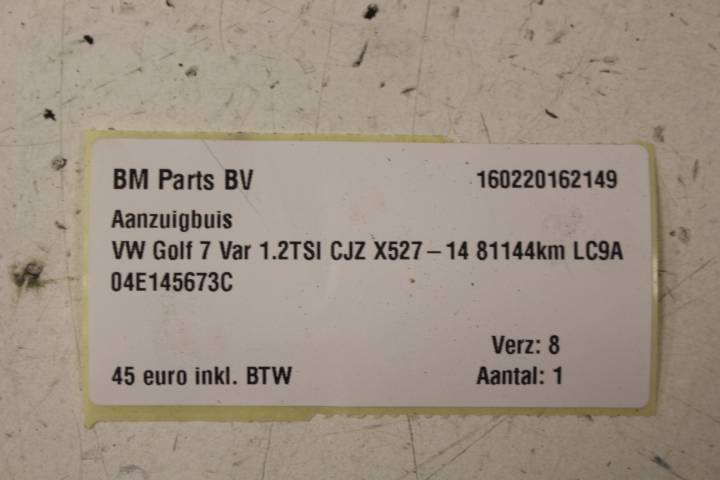 BM Parts BV 160220162149
Aanzuigbuis
VW Golf 7 Var 1.2TSI CJZ X527-14 81144km LC9A
04E145673C
Verz: 8
45 euro inkl. BTW Aantal: 1